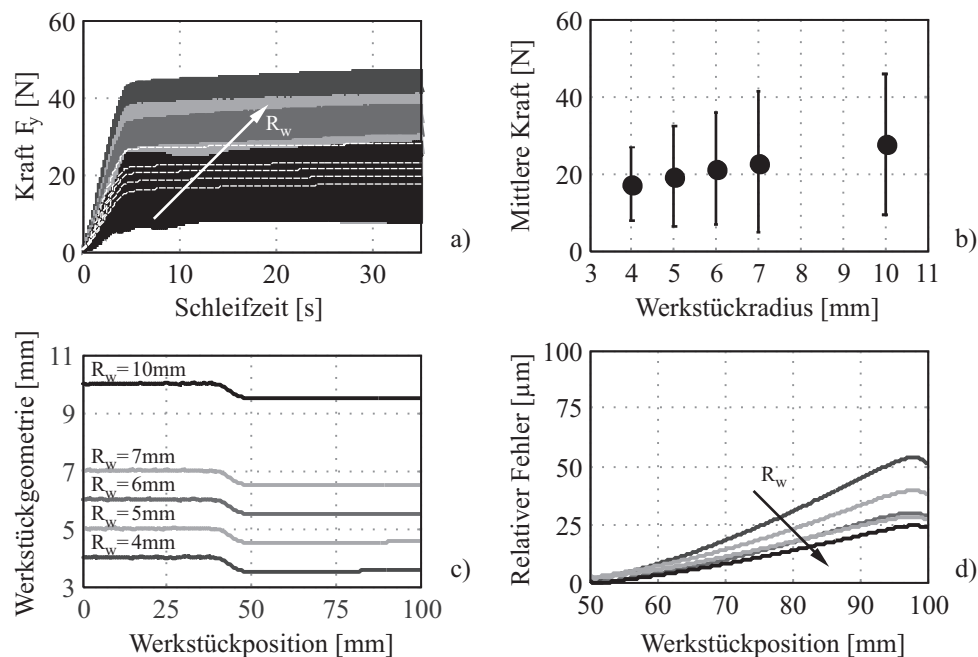 60
40
20
0
Kraft F_y [N]
R_w
0 10 20 30
Schleifzeit [s]
a)
60
40
20
0
Mittlere Kraft [N]
3 4 5 6 7 8 9 10 11
Werkstückradius [mm]
b)
11
9
7
5
3
Werkstückgeometrie [mm]
R_w=10mm
R_w=7mm
R_w=6mm
R_w=5mm
R_w=4mm
0 25 50 75 100
Werkstückposition [mm]
c)
100
75
50
25
0
Relativer Fehler [µm]
R_w
50 60 70 80 90 100
Werkstückposition [mm]
d)